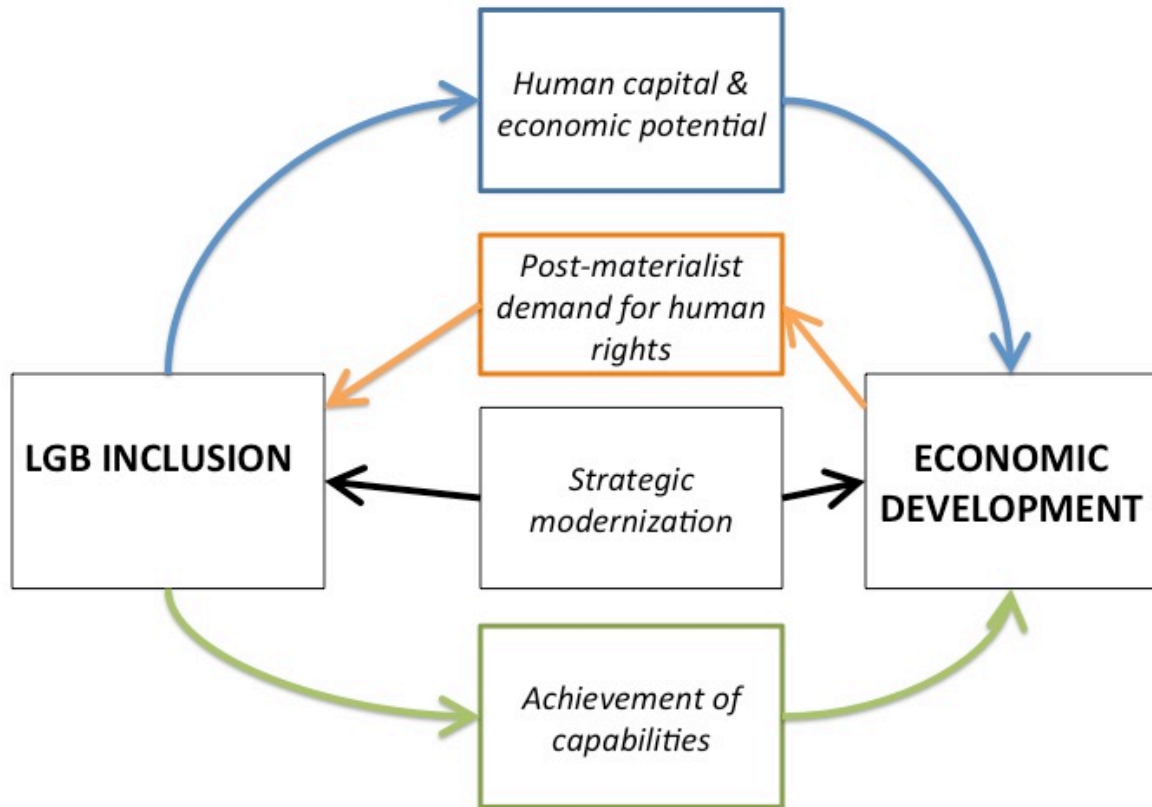 Human capital &
economic potential
Post-materialist
demand for human
rights
LGB INCLUSION
Strategic
modernization
ECONOMIC
DEVELOPMENT
Achievement of
capabilities